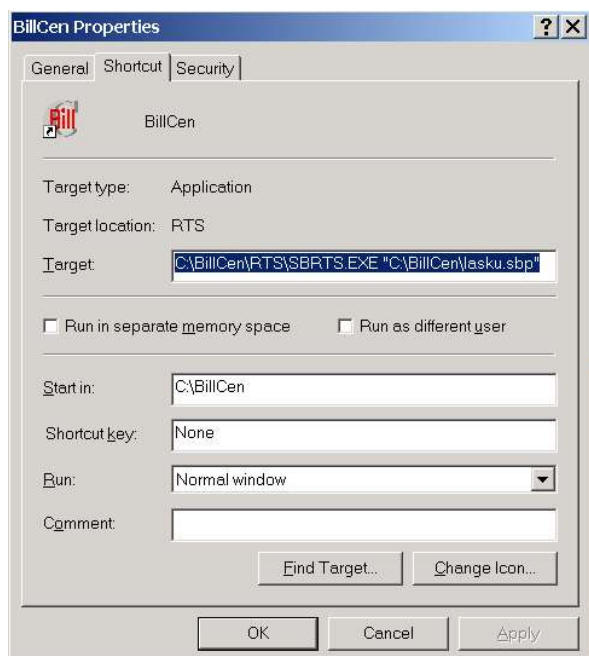 BillCen Properties
General Shortcut Security
Bill
BillCen
Target type: Application
Target location: RTS
Target: C:\BillCen\RTS\SBRTS.EXE "C:\BillCen\lasku.sbp"
Run in separate memory space Run as different user
Start in: C:\BillCen
Shortcut key: None
Run: Normal window
Comment:
Find Target... Change Icon...
OK Cancel Apply